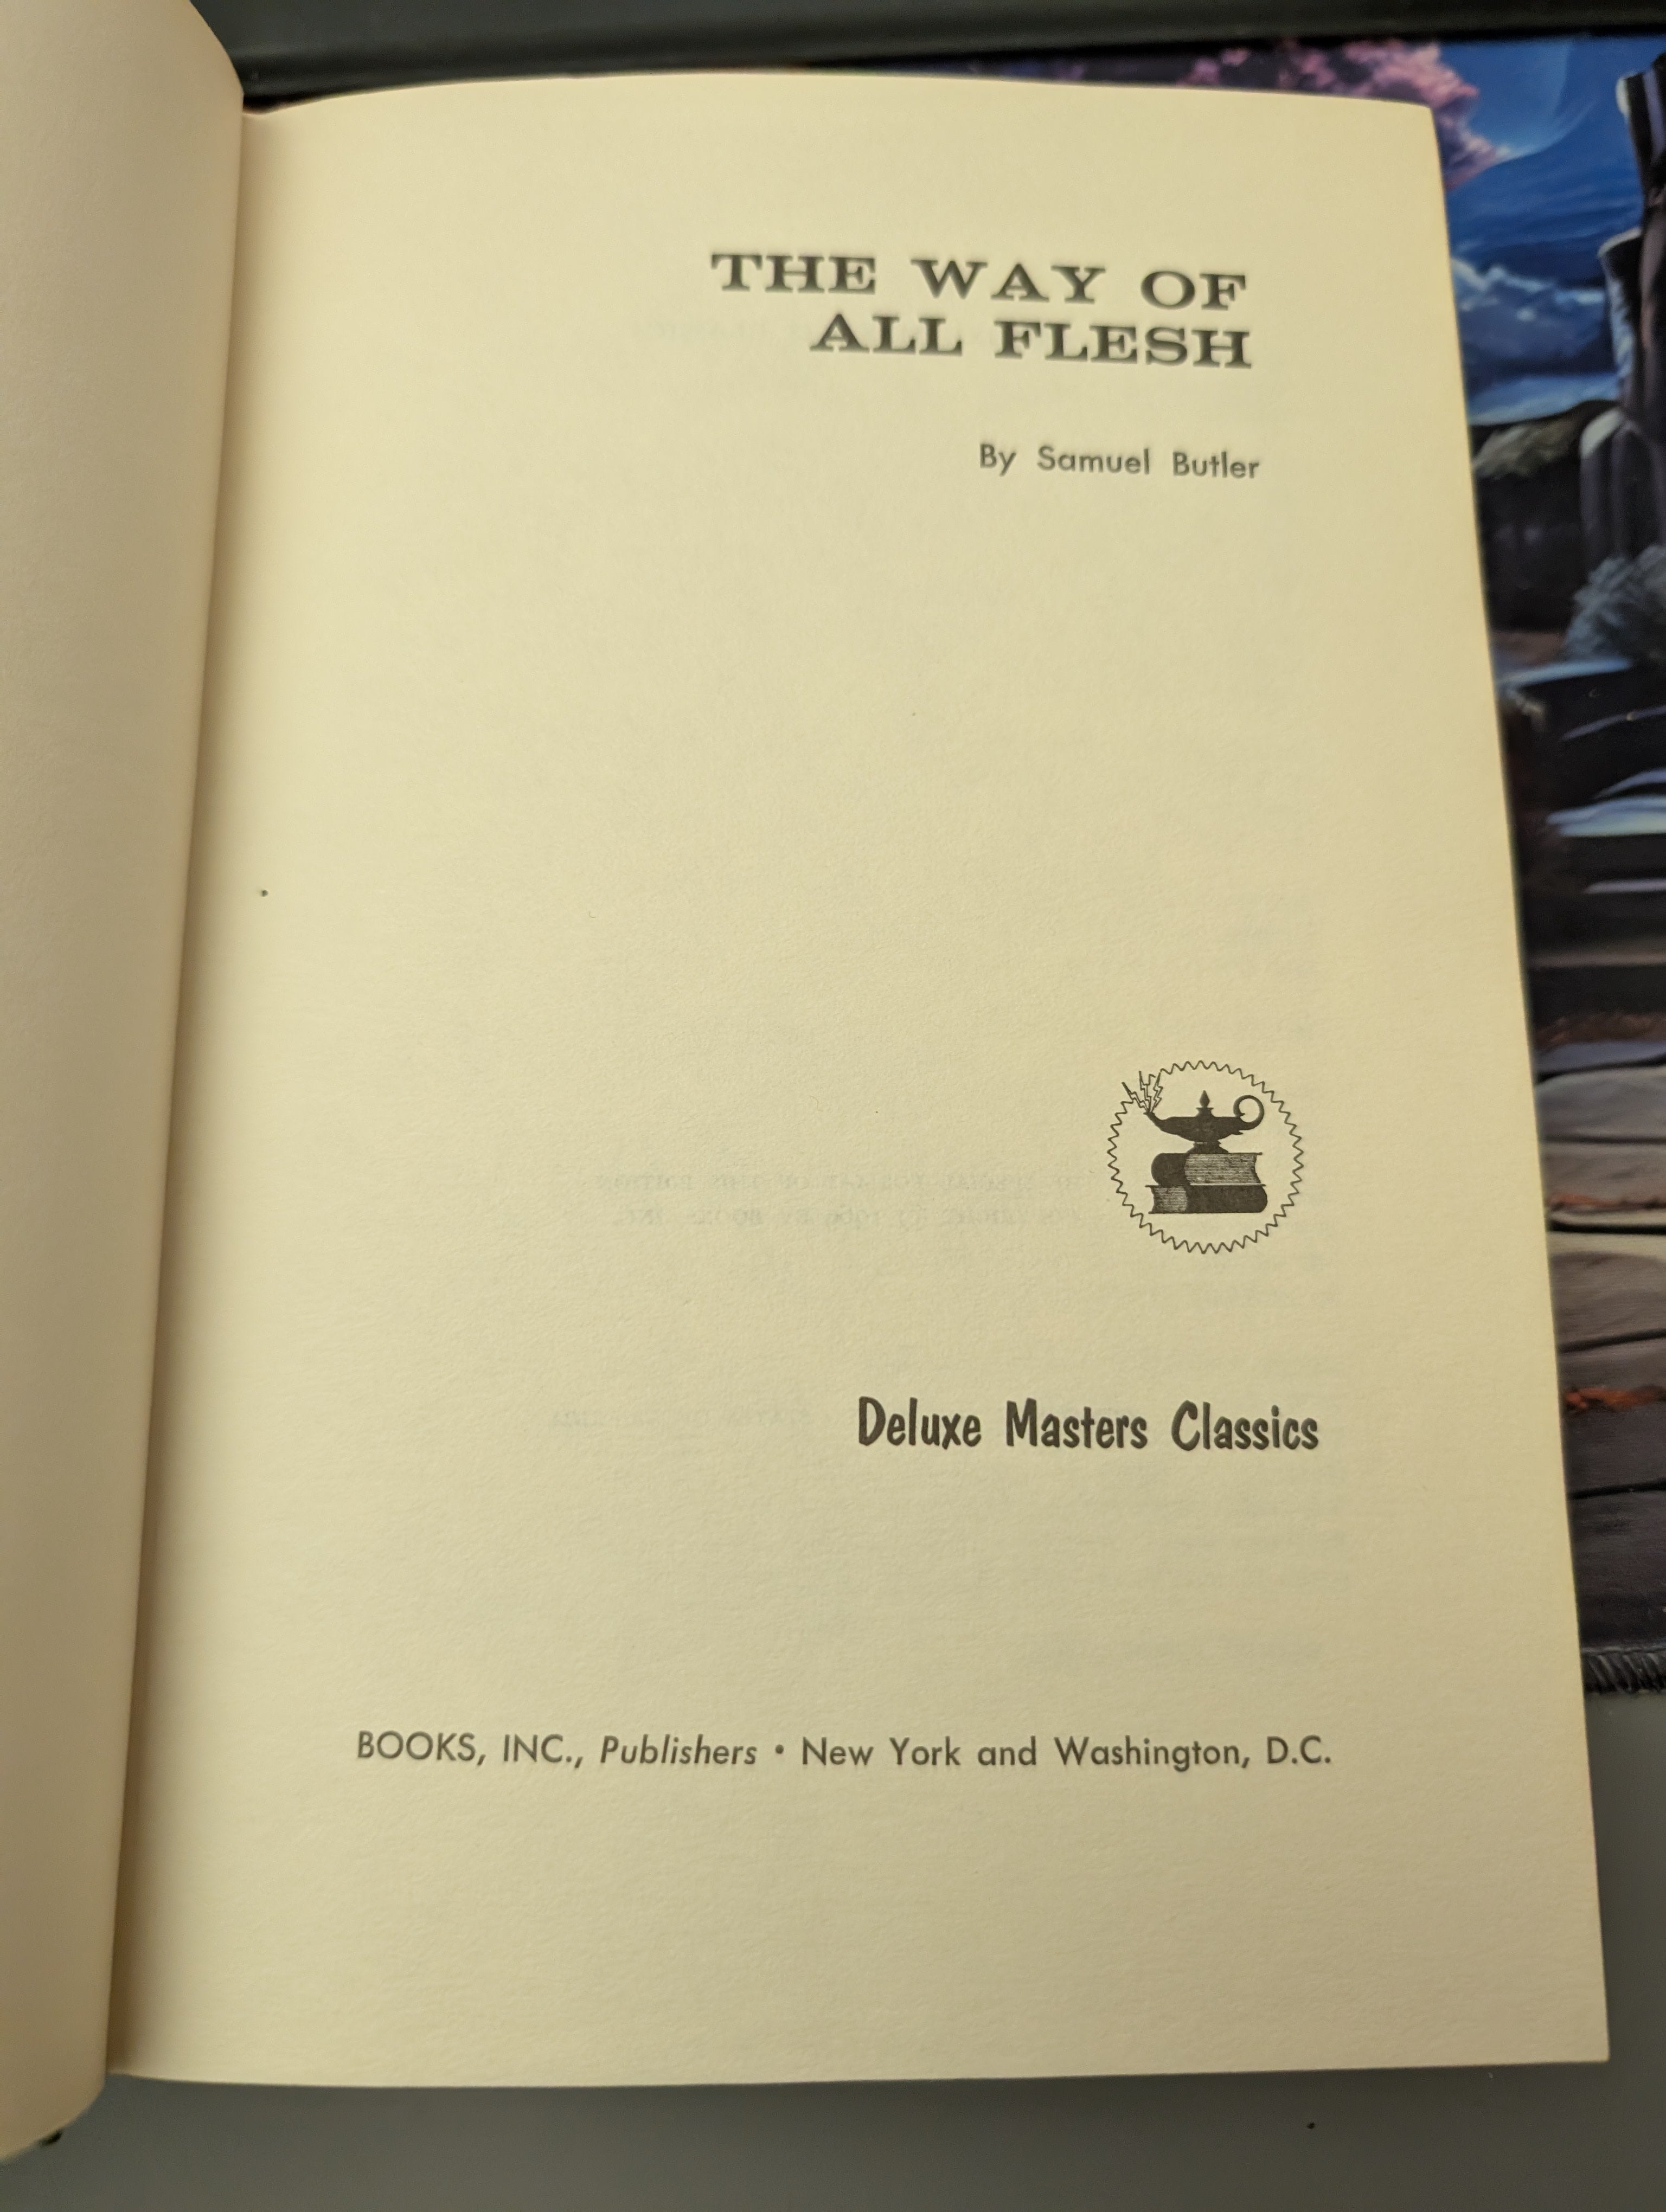 THE WAY OF
ALL FLESH
By Samuel Butler
Deluxe Masters Classics
BOOKS, INC., Publishers • New York and Washington, D.C.